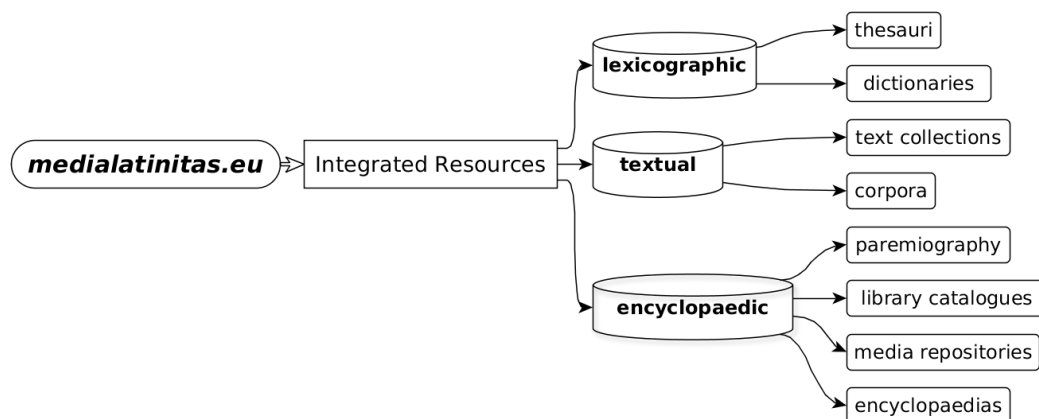 medialatinitas.eu
Integrated Resources
lexicographic
thesauri
dictionaries
textual
text collections
corpora
encyclopaedic
paremiography
library catalogues
media repositories
encyclopaedias